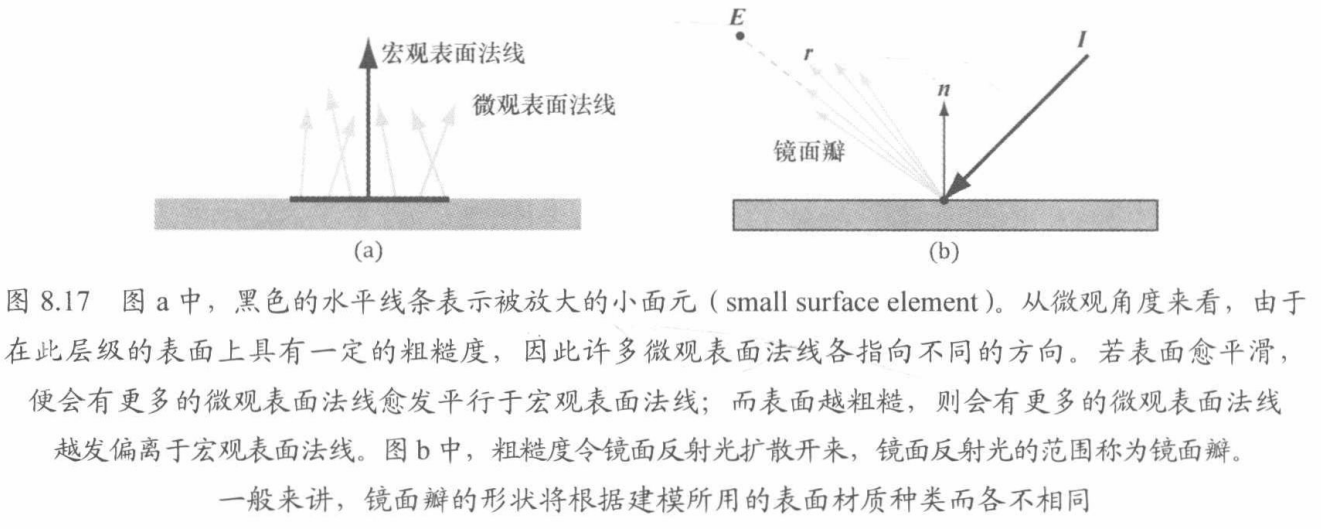 宏观表面法线
微观表面法线
(a)
E
r
I
n
镜面瓣
(b)
图 8.17 图 a 中，黑色的水平线条表示被放大的小面元（small surface element）。从微观角度来看，由于
在此层级的表面上具有一定的粗糙度，因此许多微观表面法线各指向不同的方向。若表面愈平滑，
便会有更多的微观表面法线愈发平行于宏观表面法线；而表面越粗糙，则会有更多的微观表面法线
越发偏离于宏观表面法线。图 b 中，粗糙度令镜面反射光扩散开来，镜面反射光的范围称为镜面瓣。
一般来讲，镜面瓣的形状将根据建模所用的表面材质种类而各不相同